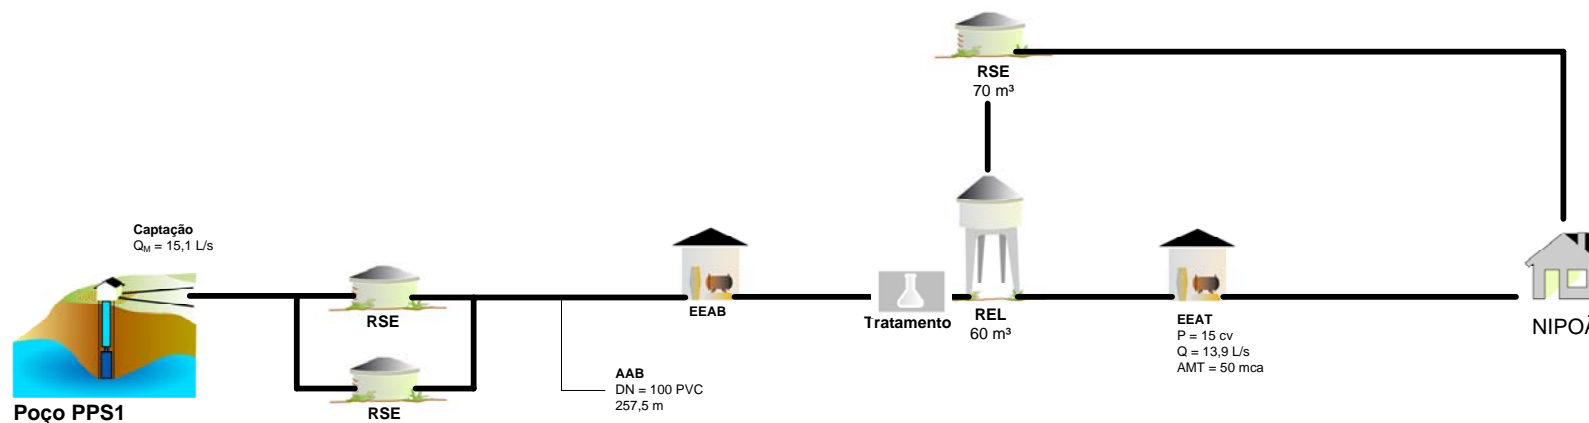 RSE
70 m³
Captação
QM = 15,1 L/s
Poço PPS1
RSE
RSE
AAB
DN = 100 PVC
257,5 m
EEAB
Tratamento
REL
60 m³
EEAT
P = 15 cv
Q = 13,9 L/s
AMT = 50 mca
NIPOÃ